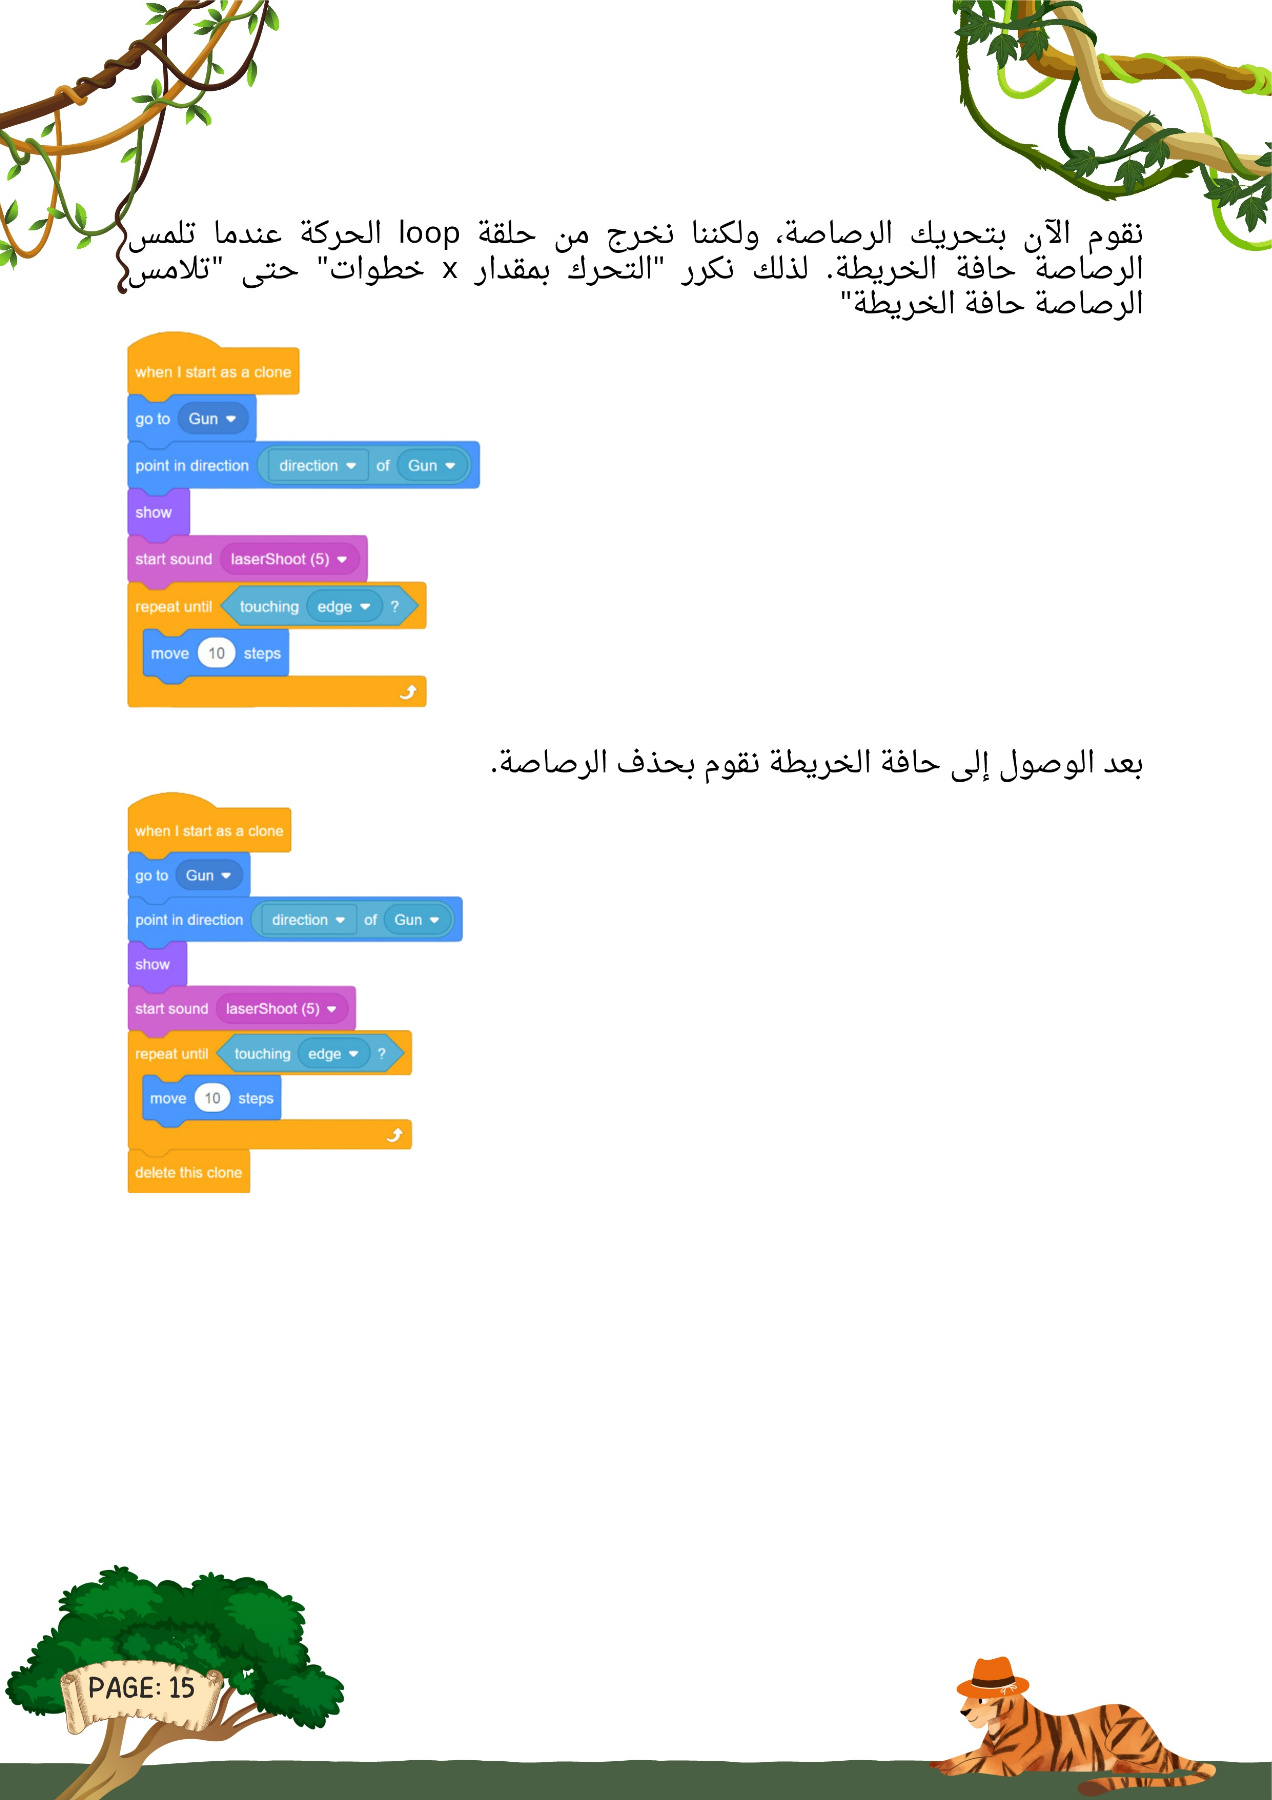 نقوم الآن بتحريك الرصاصة، ولكننا نخرج من حلقة loop الحركة عندما تلمس
الرصاصة حافة الخريطة. لذلك نكرر "التحرك بمقدار x خطوات" حتى "تلامس
الرصاصة حافة الخريطة"
when I start as a clone
go to Gun
point in direction direction of Gun
show
start sound laserShoot (5)
repeat until touching edge ?
move 10 steps
بعد الوصول إلى حافة الخريطة نقوم بحذف الرصاصة.
when I start as a clone
go to Gun
point in direction direction of Gun
show
start sound laserShoot (5)
repeat until touching edge ?
move 10 steps
delete this clone
PAGE: 15